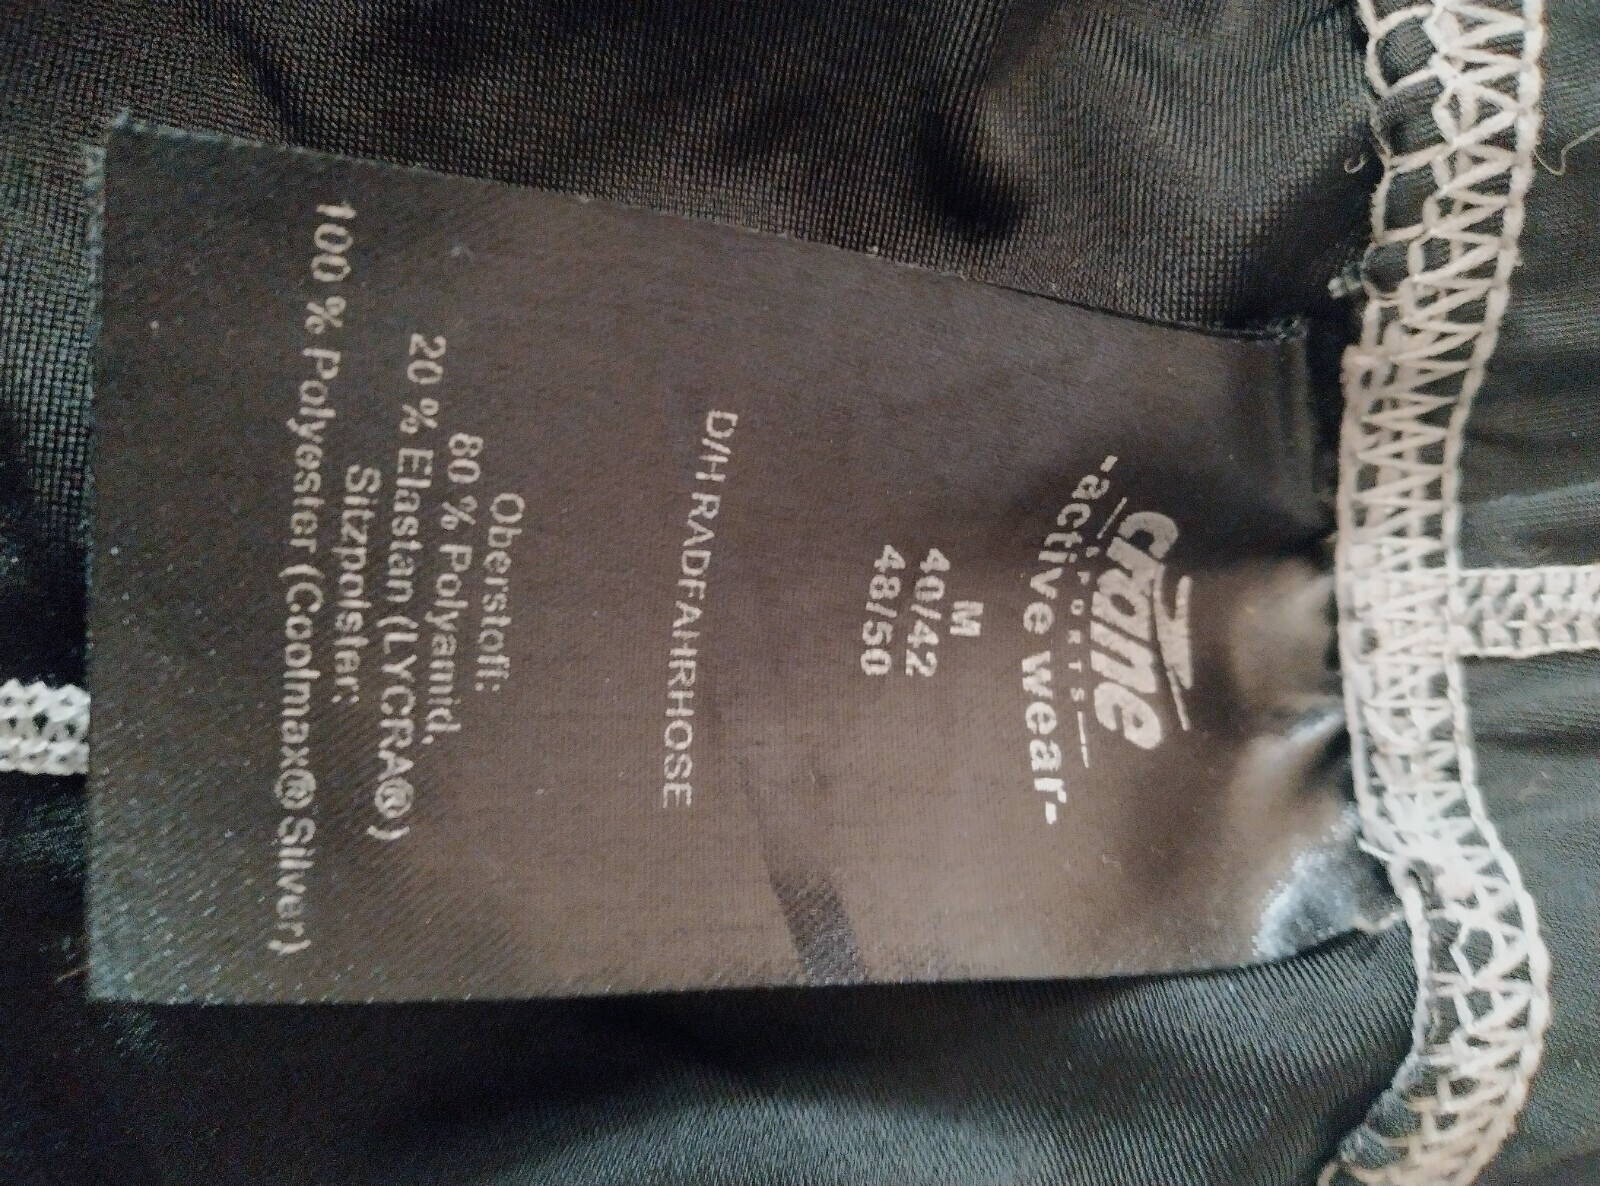 crane
SPORTS
-active wear-
M
40/42
48/50
D/H RADFAHRHOSE
Oberstoff:
80 % Polyamid,
20 % Elastan (LYCRA®)
Sitzpolster:
100 % Polyester (Coolmax® Silver)